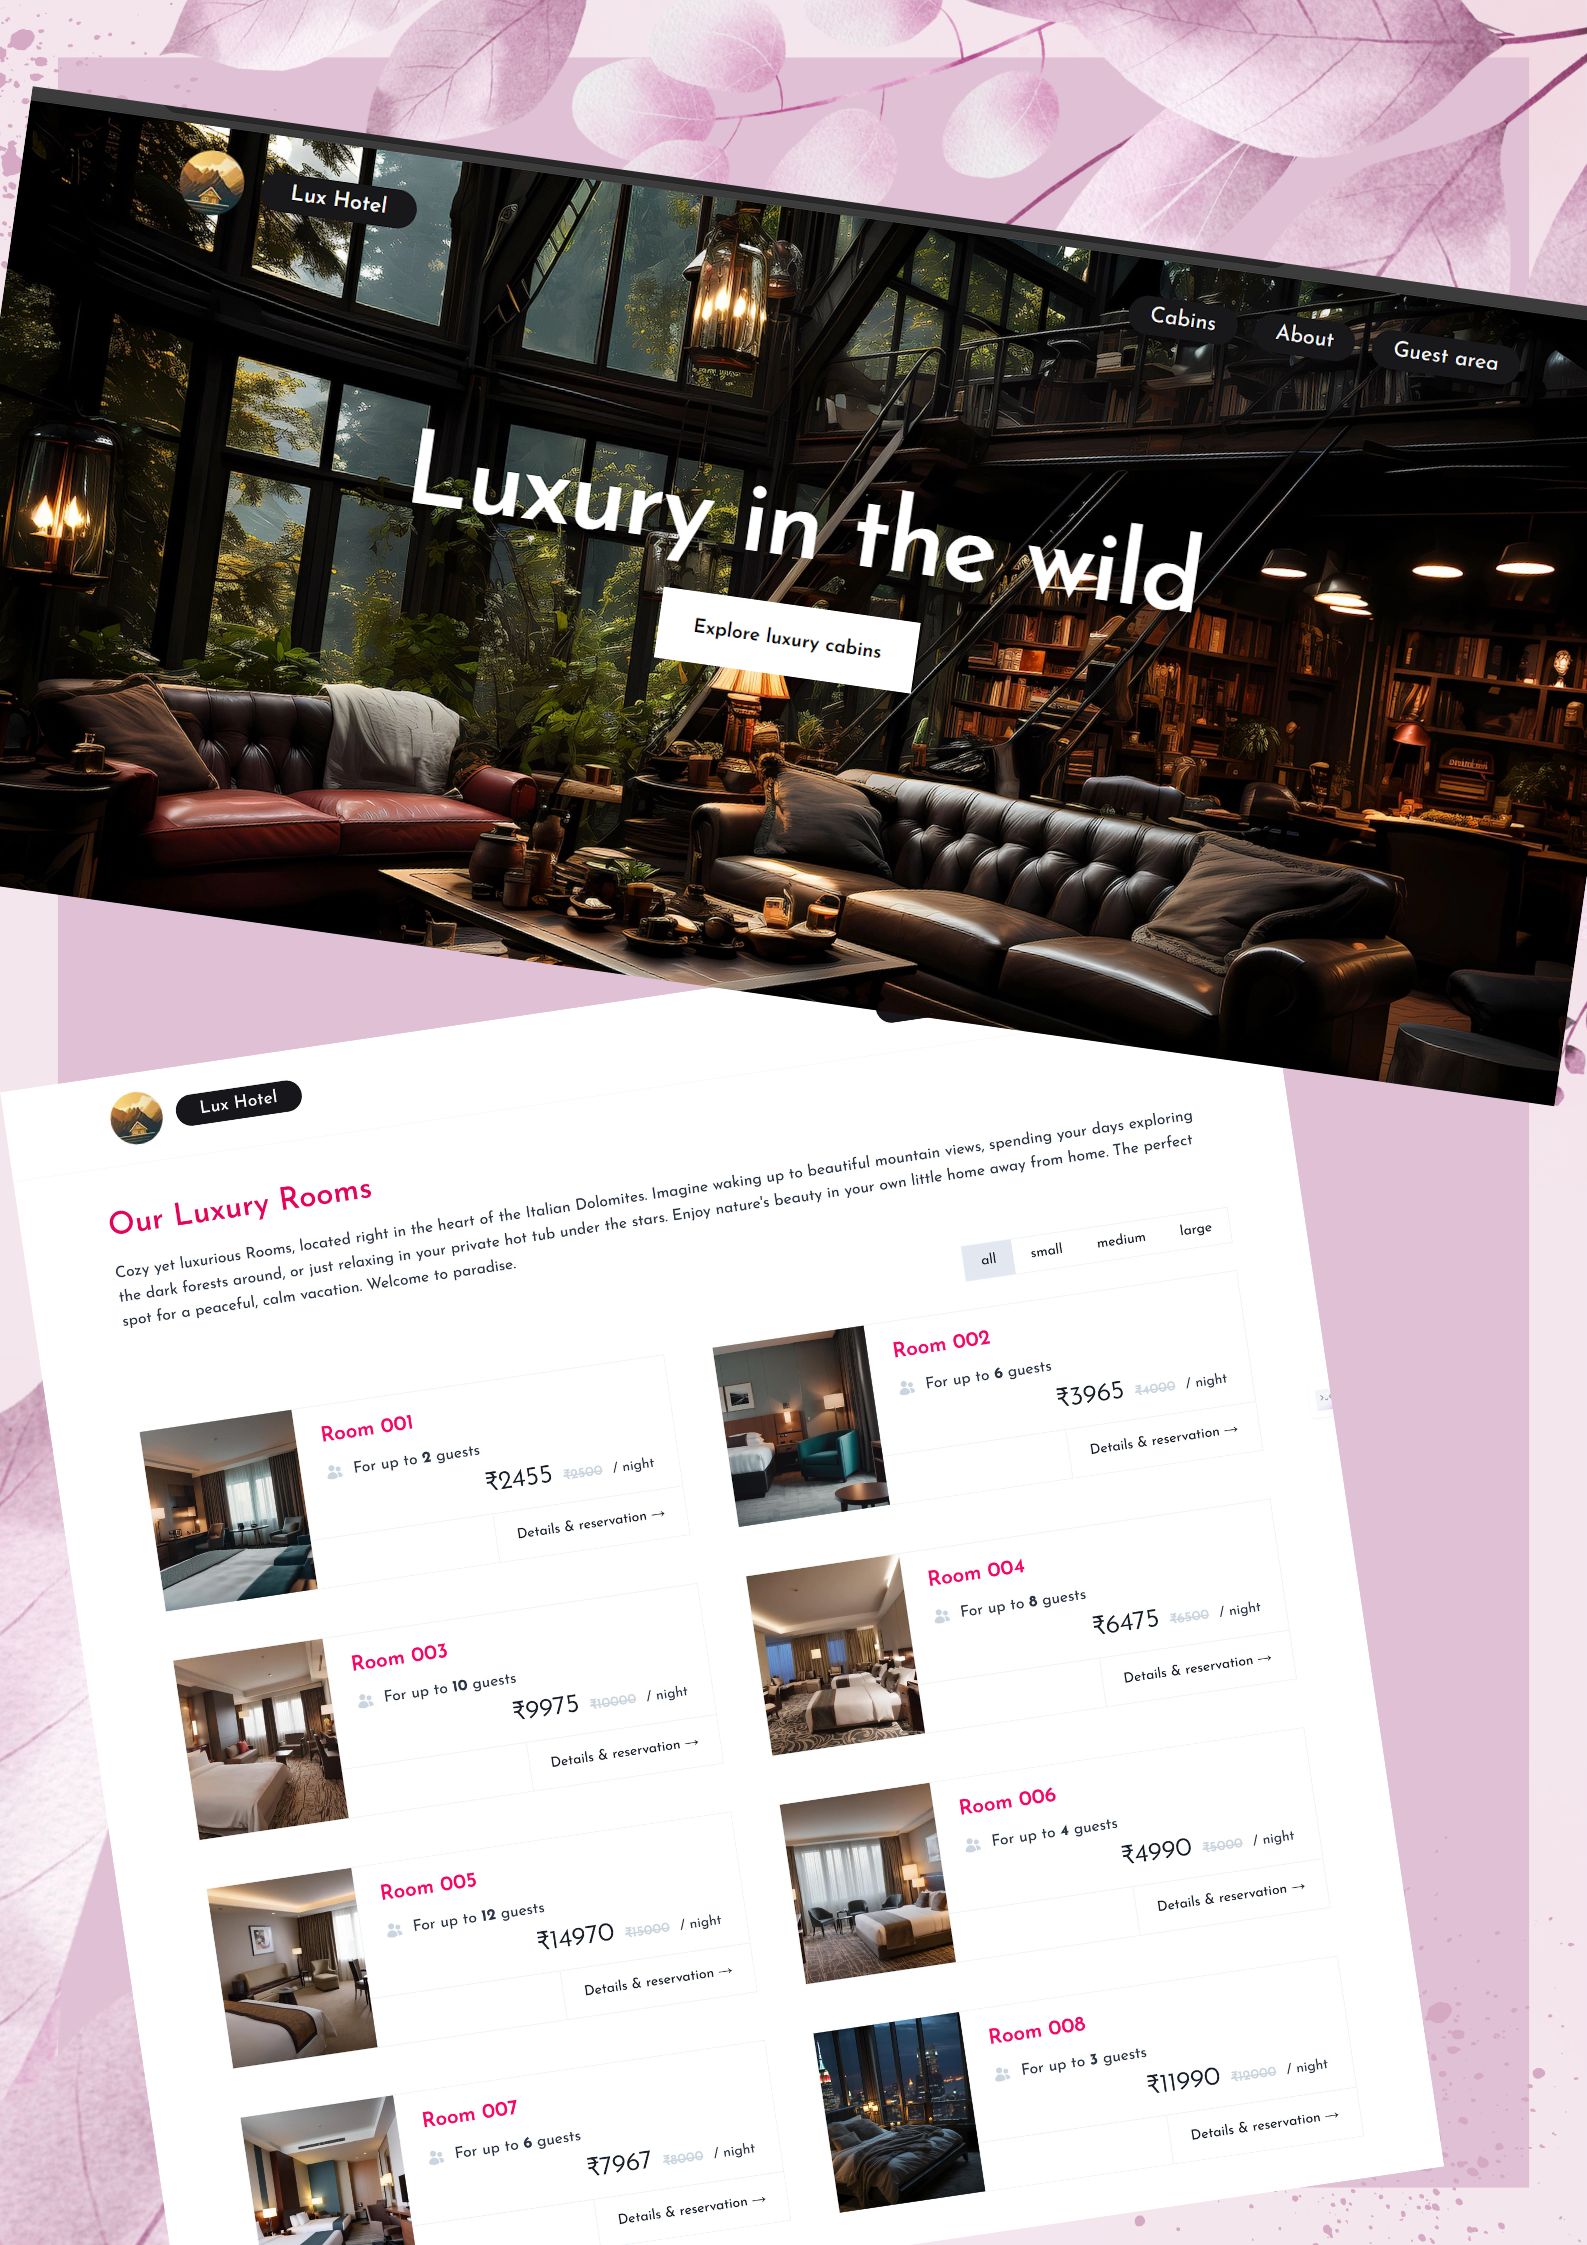 Lux Hotel
Cabins
About
Guest area
Luxury in the wild
Explore luxury cabins
Lux Hotel
Our Luxury Rooms
Cozy yet luxurious Rooms, located right in the heart of the Italian Dolomites. Imagine waking up to beautiful mountain views, spending your days exploring
the dark forests around, or just relaxing in your private hot tub under the stars. Enjoy nature's beauty in your own little home away from home. The perfect
spot for a peaceful, calm vacation. Welcome to paradise.
all
small
medium
large
Room 001
For up to 2 guests
₹2455 ₹2500 / night
Details & reservation →
Room 002
For up to 6 guests
₹3965 ₹4000 / night
Details & reservation →
Room 003
For up to 10 guests
₹9975 ₹10000 / night
Details & reservation →
Room 004
For up to 8 guests
₹6475 ₹6500 / night
Details & reservation →
Room 005
For up to 12 guests
₹14970 ₹15000 / night
Details & reservation →
Room 006
For up to 4 guests
₹4990 ₹5000 / night
Details & reservation →
Room 007
For up to 6 guests
₹7967 ₹8000 / night
Details & reservation →
Room 008
For up to 3 guests
₹11990 ₹12000 / night
Details & reservation →